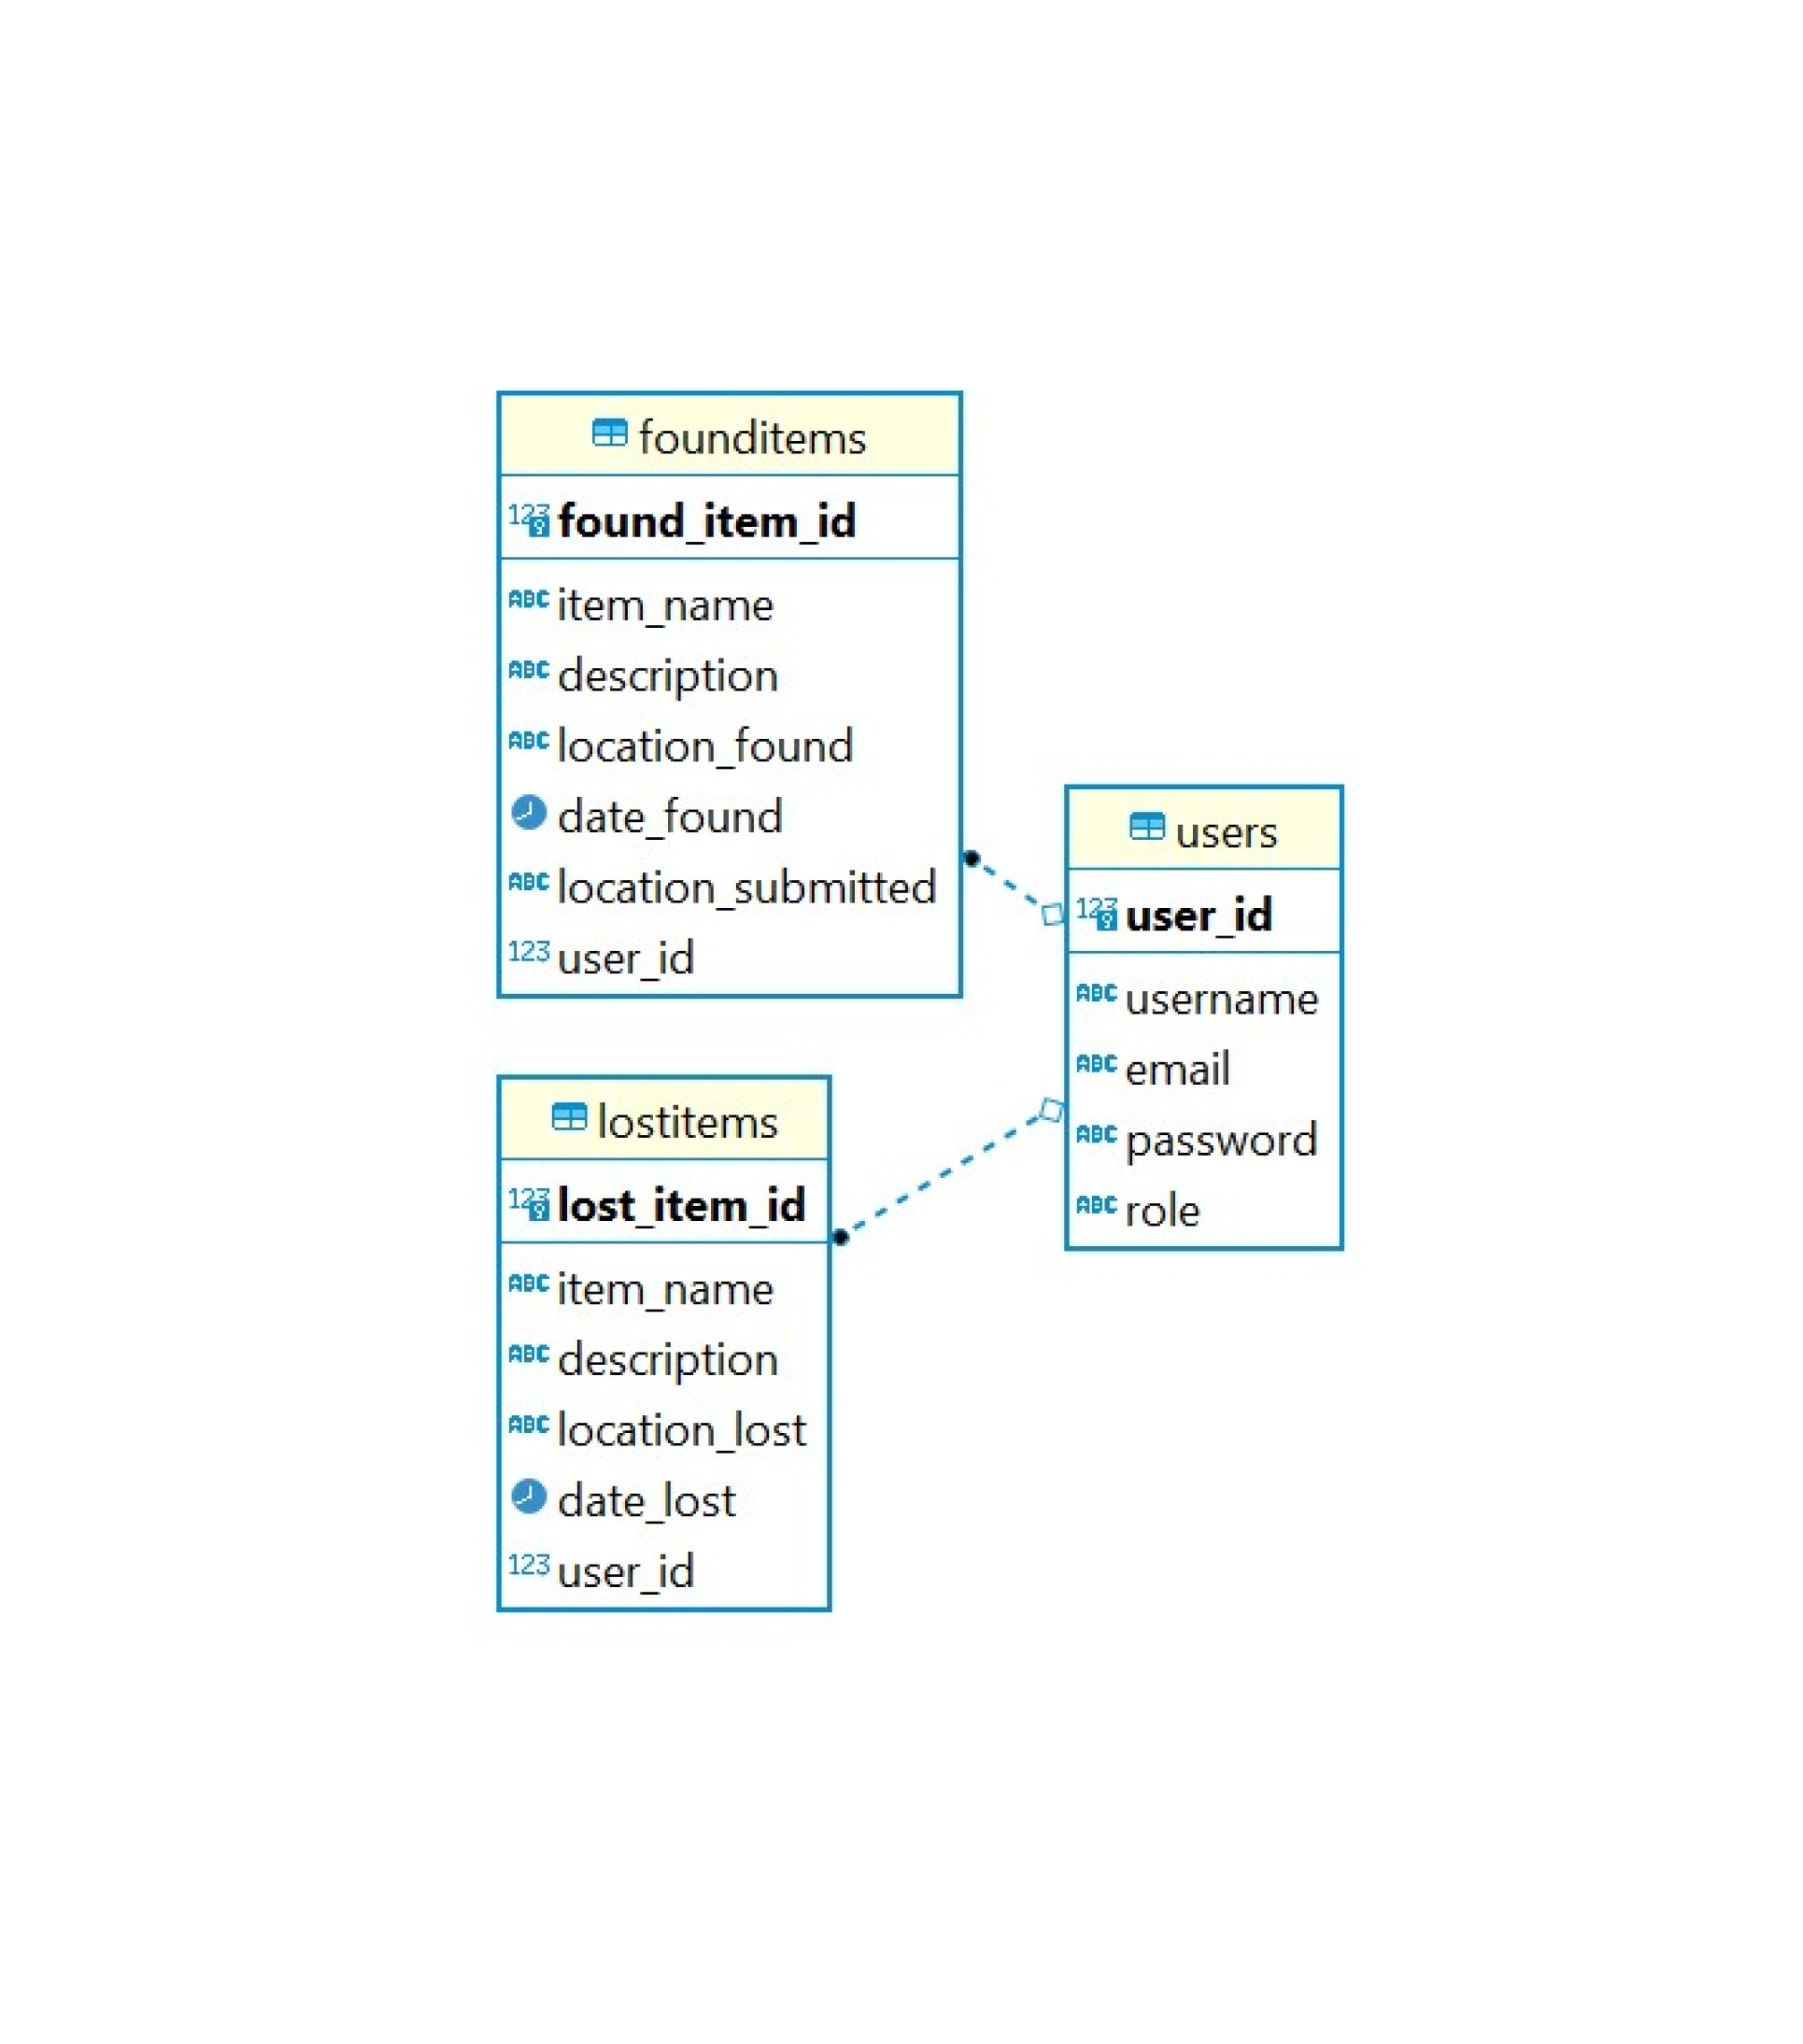 founditems
123 found_item_id
ABC item_name
ABC description
ABC location_found
date_found
ABC location_submitted
123 user_id
users
123 user_id
ABC username
ABC email
ABC password
ABC role
lostitems
123 lost_item_id
ABC item_name
ABC description
ABC location_lost
date_lost
123 user_id